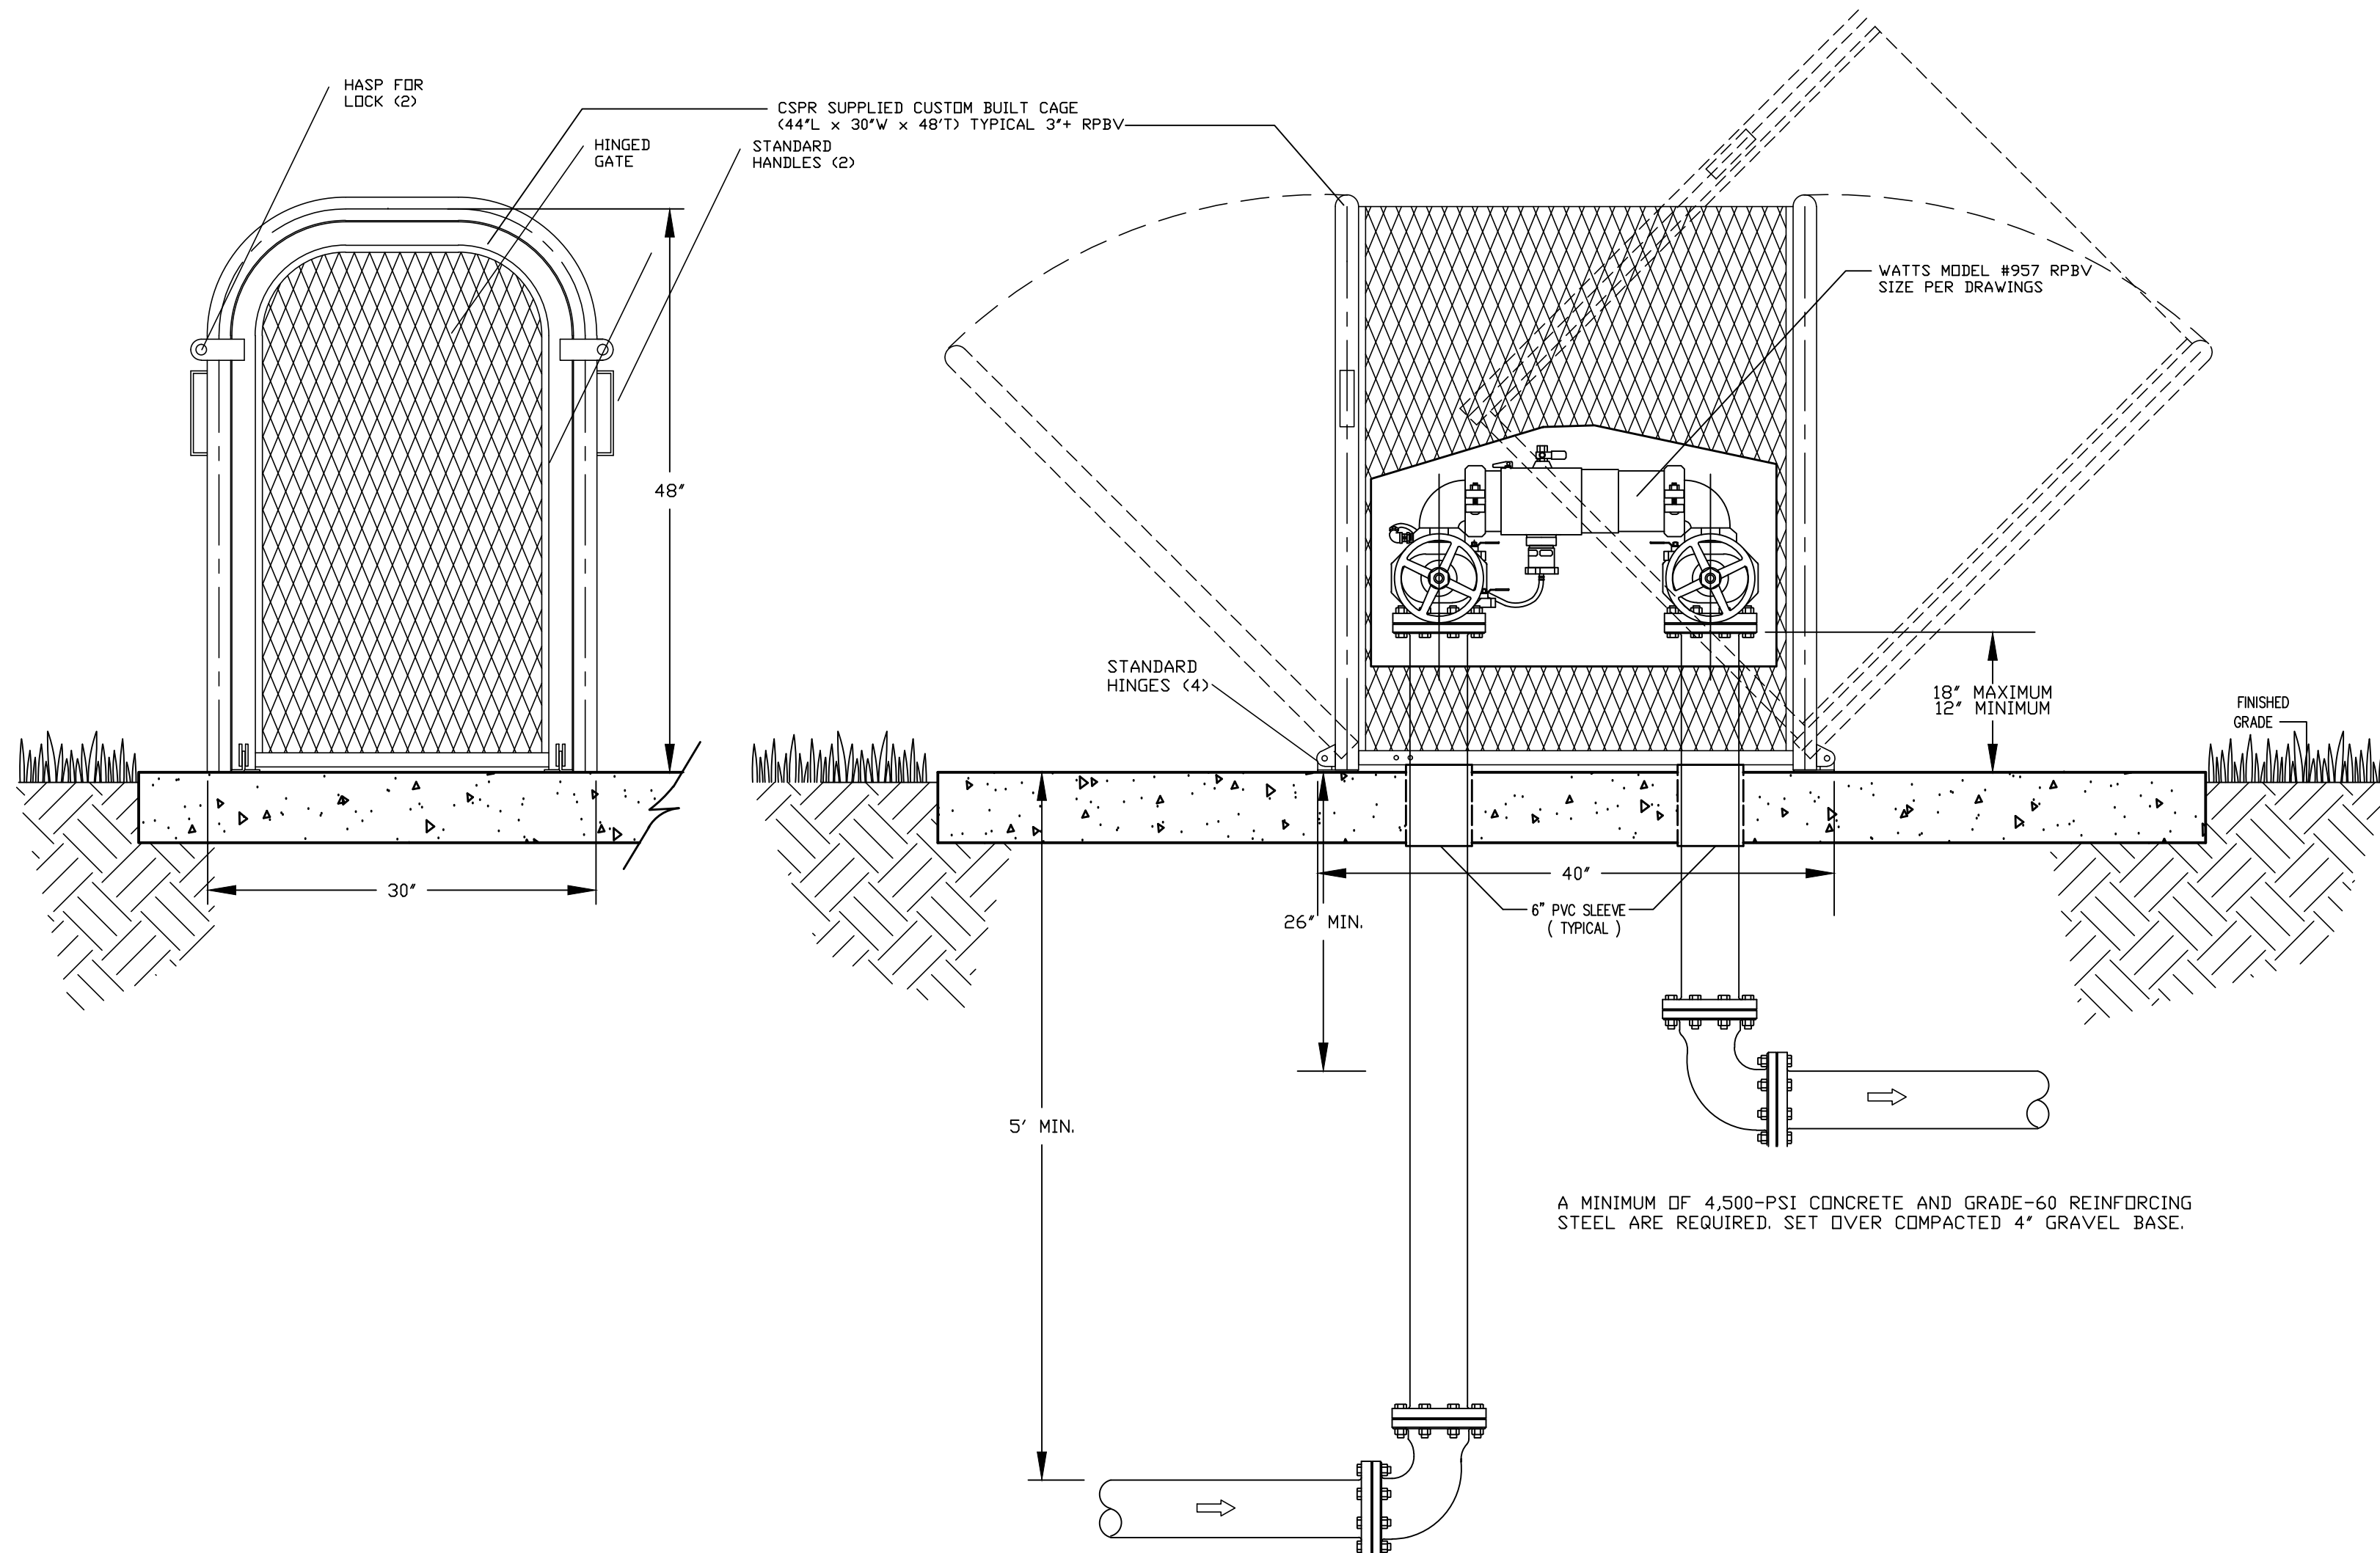 HASP FOR
LOCK (2)
HINGED
GATE
STANDARD
HANDLES (2)
CSPR SUPPLIED CUSTOM BUILT CAGE
(44"L x 30"W x 48'T) TYPICAL 3"+ RPBV
WATTS MODEL #957 RPBV
SIZE PER DRAWINGS
48"
STANDARD
HINGES (4)
18" MAXIMUM
12" MINIMUM
FINISHED
GRADE
30"
40"
26" MIN.
6" PVC SLEEVE
( TYPICAL )
5' MIN.
A MINIMUM OF 4,500-PSI CONCRETE AND GRADE-60 REINFORCING
STEEL ARE REQUIRED. SET OVER COMPACTED 4" GRAVEL BASE.